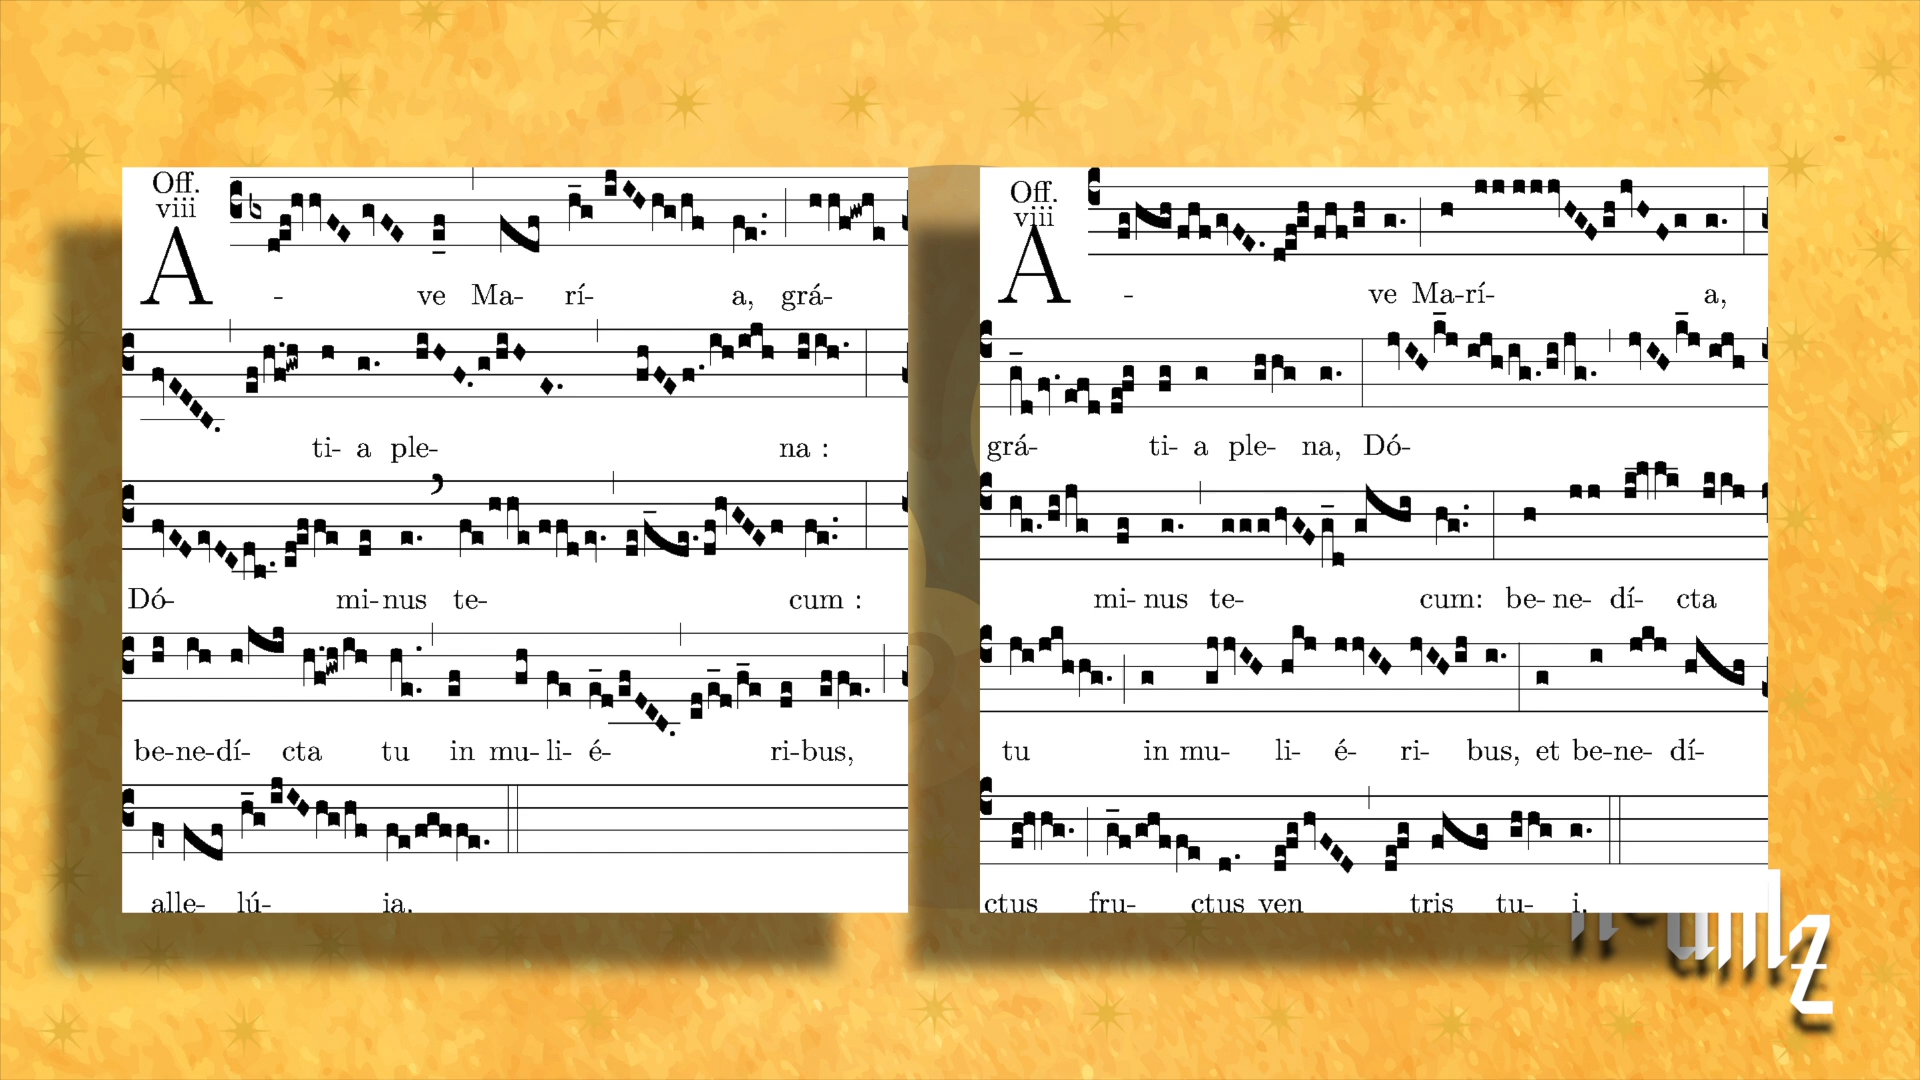 Off.
viii
A - ve Ma- rí- a, grá-
ti- a ple- na :
Dó- mi- nus te- cum :
be-ne-dí- cta tu in mu-li-é- ri-bus,
alle- lú- ia.
Off.
viii
A - ve Ma-rí- a,
grá- ti- a ple- na, Dó-
mi- nus te- cum: be-ne- dí- cta
tu in mu- li- é- ri- bus, et be-ne- dí-
ctus fru- ctus ven tris tu- i.